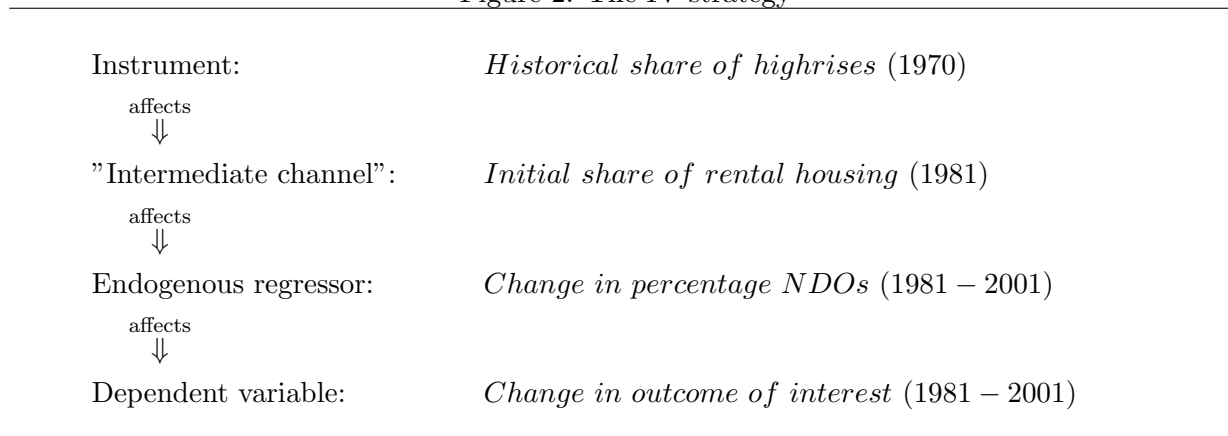 Figure 2: The IV strategy
Instrument: Historical share of highrises (1970)
affects
⇓
”Intermediate channel”: Initial share of rental housing (1981)
affects
⇓
Endogenous regressor: Change in percentage NDOs (1981 − 2001)
affects
⇓
Dependent variable: Change in outcome of interest (1981 − 2001)